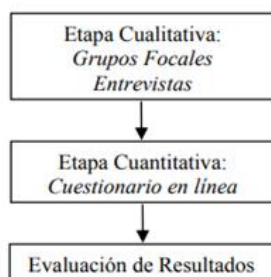 Etapa Cualitativa:
Grupos Focales
Entrevistas
Etapa Cuantitativa:
Cuestionario en línea
Evaluación de Resultados